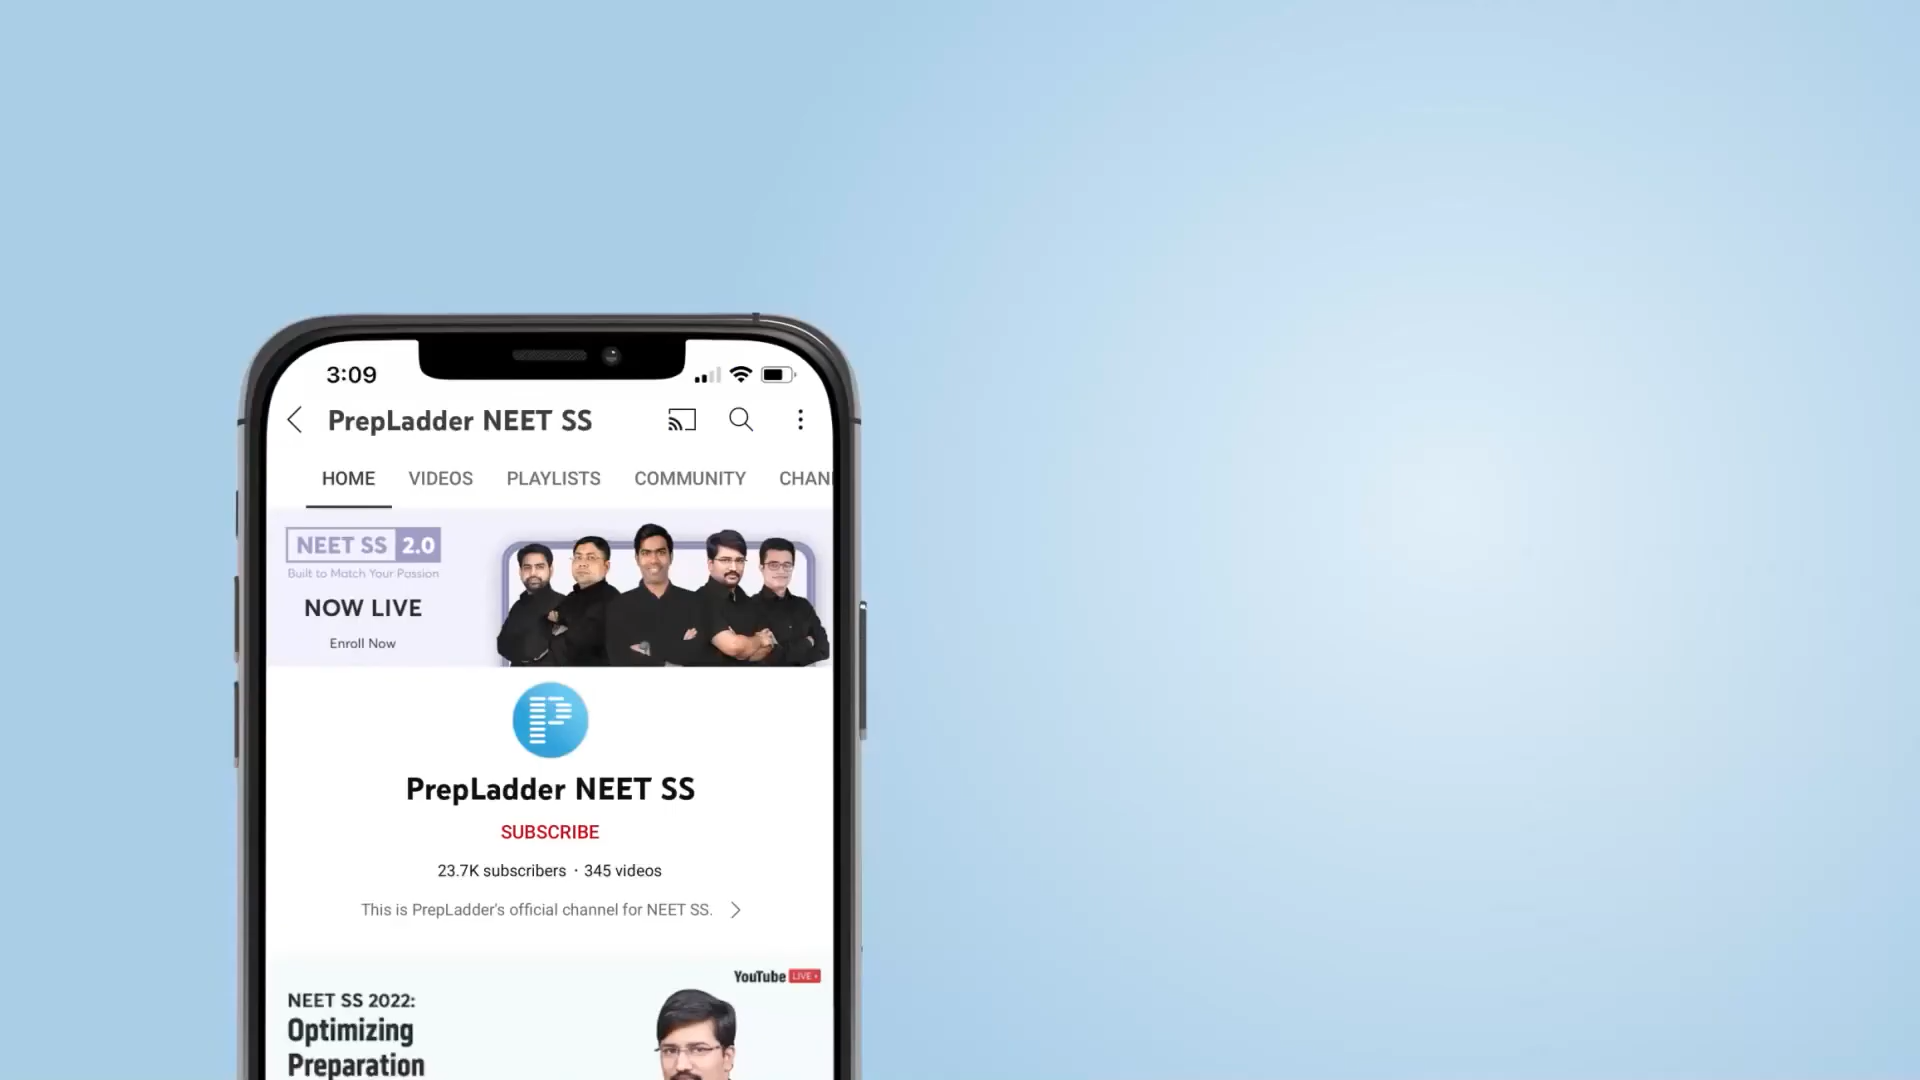 3:09
PrepLadder NEET SS
HOME VIDEOS PLAYLISTS COMMUNITY CHAN
NEET SS 2.0
Built to Match Your Passion
NOW LIVE
Enroll Now
P
PrepLadder NEET SS
SUBSCRIBE
23.7K subscribers · 345 videos
This is PrepLadder's official channel for NEET SS.
YouTube LIVE
NEET SS 2022:
Optimizing
Preparation